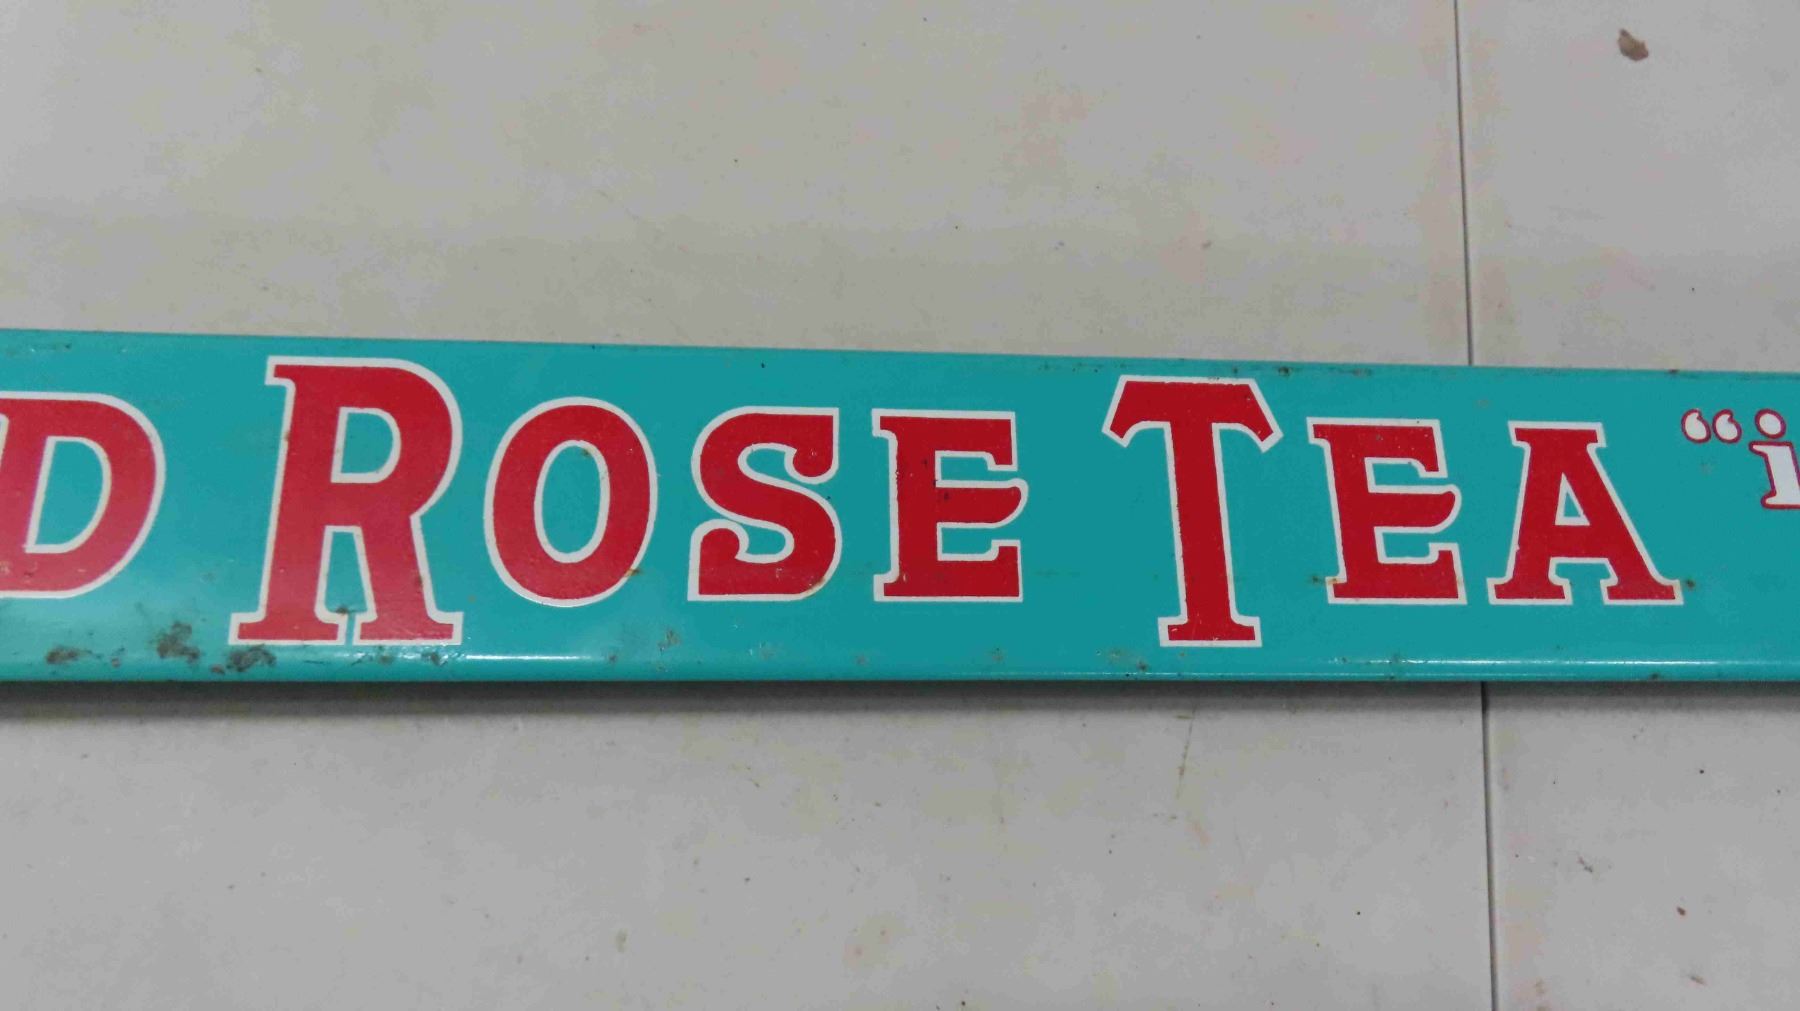 D ROSE TEA “i